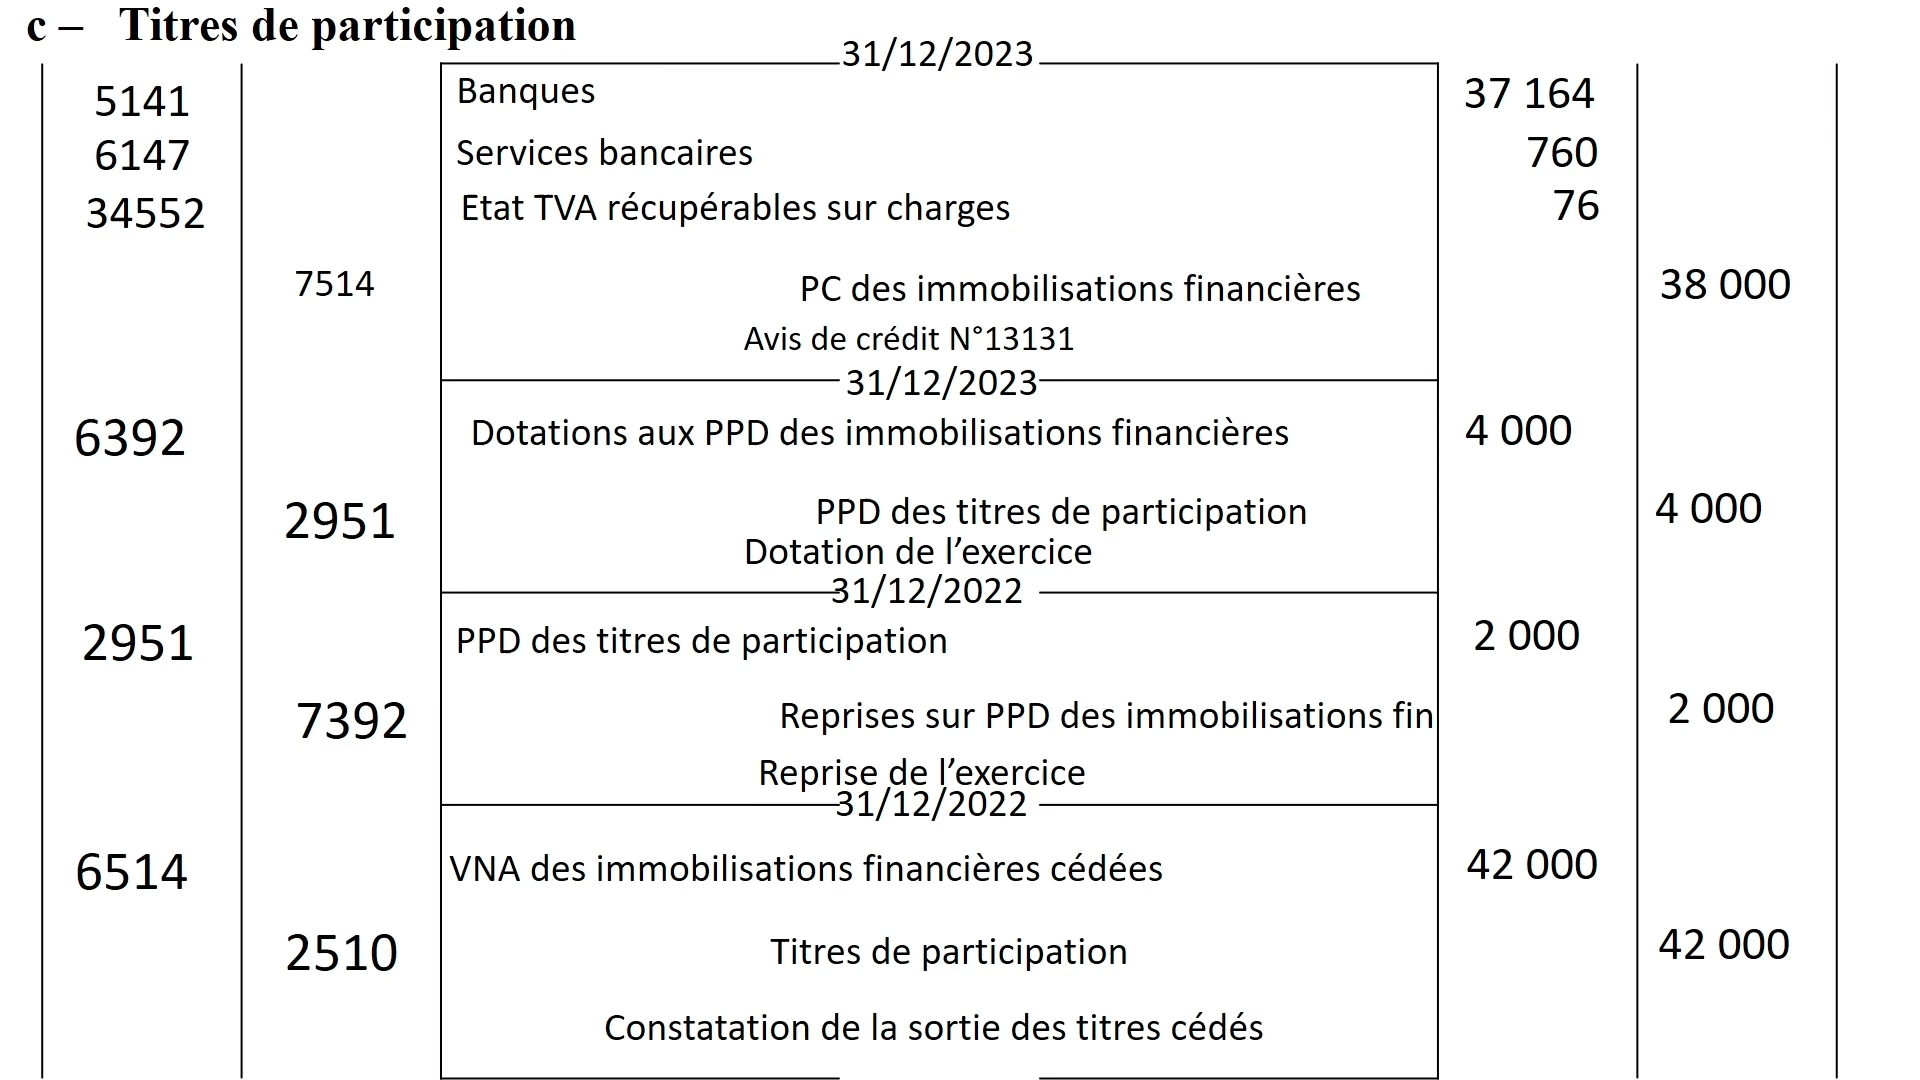 c – Titres de participation
31/12/2023
5141 Banques 37 164
6147 Services bancaires 760
34552 Etat TVA récupérables sur charges 76
7514 PC des immobilisations financières 38 000
Avis de crédit N°13131
31/12/2023
6392 Dotations aux PPD des immobilisations financières 4 000
2951 PPD des titres de participation 4 000
Dotation de l’exercice
31/12/2022
2951 PPD des titres de participation 2 000
7392 Reprises sur PPD des immobilisations fin 2 000
Reprise de l’exercice
31/12/2022
6514 VNA des immobilisations financières cédées 42 000
2510 Titres de participation 42 000
Constatation de la sortie des titres cédés